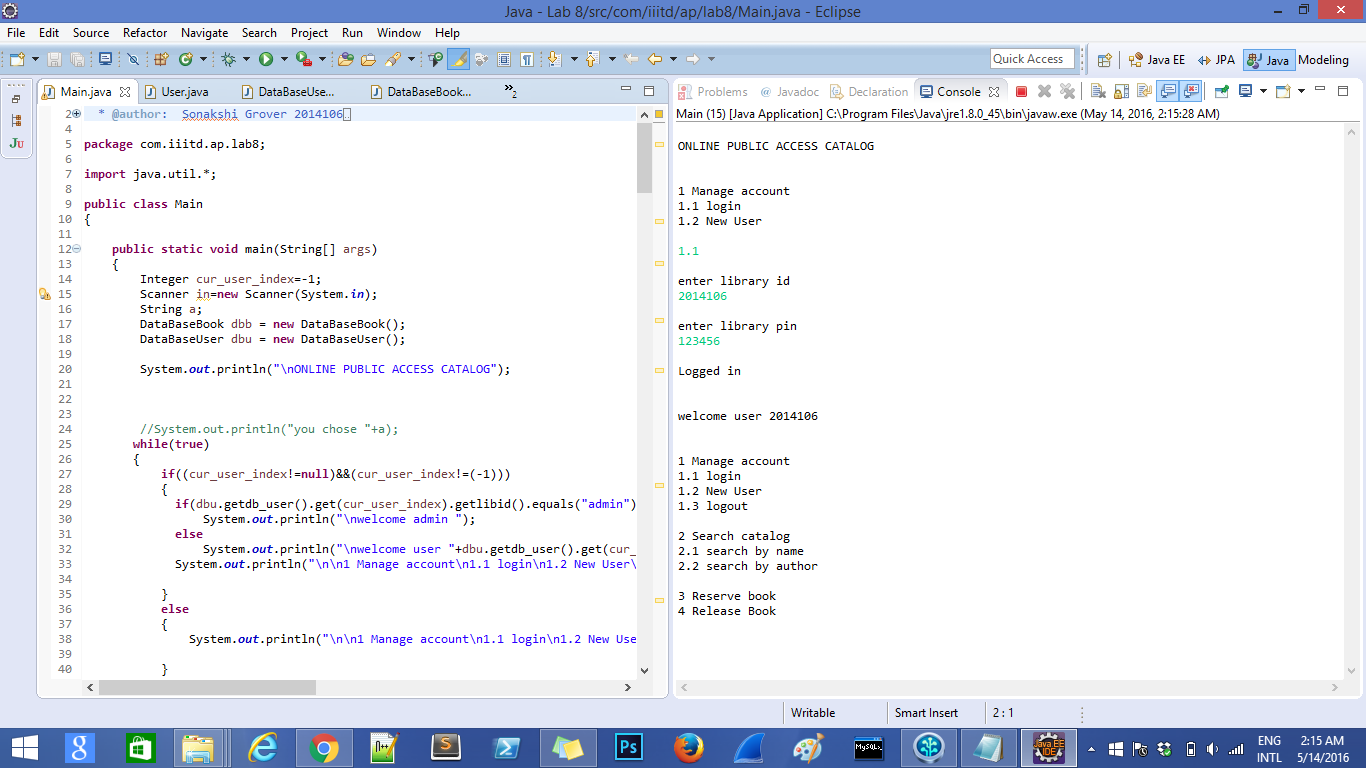 Java - Lab 8/src/com/iiitd/ap/lab8/Main.java - Eclipse
File Edit Source Refactor Navigate Search Project Run Window Help
Quick Access
Java EE JPA Java Modeling
Main.java User.java DataBaseUse... DataBaseBook... »2
2 * @author: Sonakshi Grover 2014106
4
5 package com.iiitd.ap.lab8;
6
7 import java.util.*;
8
9 public class Main
10 {
11
12 public static void main(String[] args)
13 {
14 Integer cur_user_index=-1;
15 Scanner in=new Scanner(System.in);
16 String a;
17 DataBaseBook dbb = new DataBaseBook();
18 DataBaseUser dbu = new DataBaseUser();
19
20 System.out.println("\nONLINE PUBLIC ACCESS CATALOG");
21
22
23
24 //System.out.println("you chose "+a);
25 while(true)
26 {
27 if((cur_user_index!=null)&&(cur_user_index!=(-1)))
28 {
29 if(dbu.getdb_user().get(cur_user_index).getlibid().equals("admin")
30 System.out.println("\nwelcome admin ");
31 else
32 System.out.println("\nwelcome user "+dbu.getdb_user().get(cur_
33 System.out.println("\n\n1 Manage account\n1.1 login\n1.2 New User\
34
35 }
36 else
37 {
38 System.out.println("\n\n1 Manage account\n1.1 login\n1.2 New Use
39
40 }
Problems @ Javadoc Declaration Console
Main (15) [Java Application] C:\Program Files\Java\jre1.8.0_45\bin\javaw.exe (May 14, 2016, 2:15:28 AM)
ONLINE PUBLIC ACCESS CATALOG
1 Manage account
1.1 login
1.2 New User
1.1
enter library id
2014106
enter library pin
123456
Logged in
welcome user 2014106
1 Manage account
1.1 login
1.2 New User
1.3 logout
2 Search catalog
2.1 search by name
2.2 search by author
3 Reserve book
4 Release Book
Writable Smart Insert 2 : 1
ENG 2:15 AM
INTL 5/14/2016